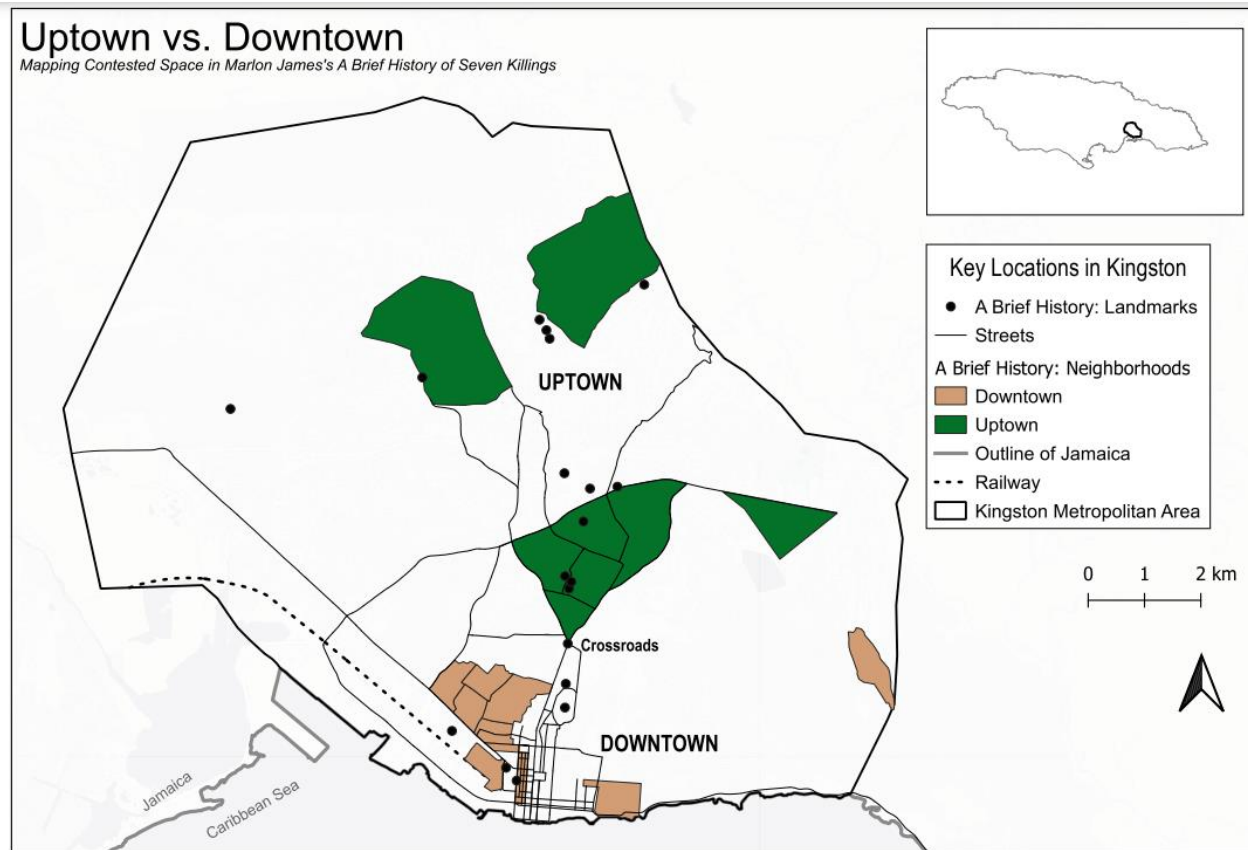 Uptown vs. Downtown
Mapping Contested Space in Marlon James's A Brief History of Seven Killings
UPTOWN
Crossroads
DOWNTOWN
Jamaica
Caribbean Sea
Key Locations in Kingston
A Brief History: Landmarks
Streets
A Brief History: Neighborhoods
Downtown
Uptown
Outline of Jamaica
Railway
Kingston Metropolitan Area
0 1 2 km